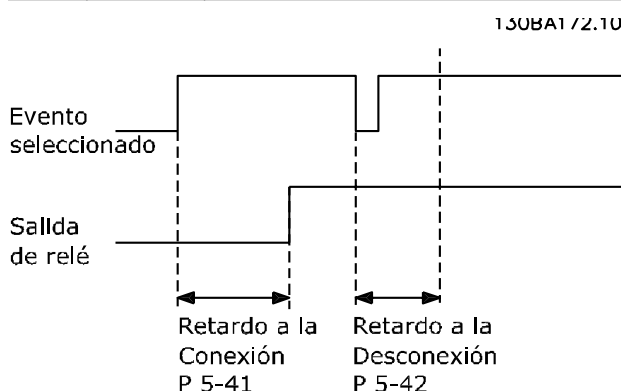 130BA172.10
Evento
seleccionado
Salida
de relé
Retardo a la
Conexión
P 5-41
Retardo a la
Desconexión
P 5-42